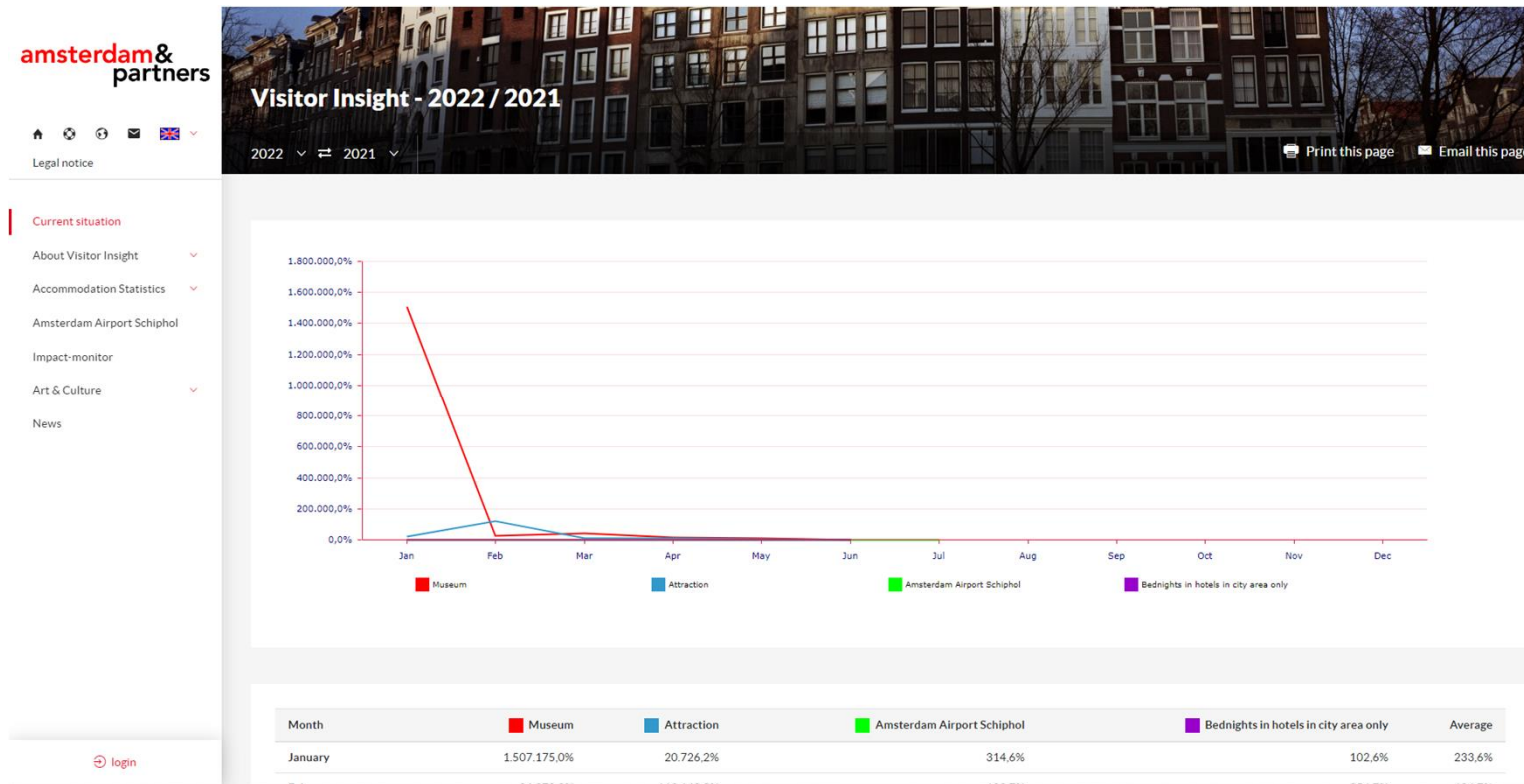 amsterdam&
partners
Legal notice
Current situation
About Visitor Insight
Accommodation Statistics
Amsterdam Airport Schiphol
Impact-monitor
Art & Culture
News
login
Visitor Insight - 2022 / 2021
2022 2021
Print this page Email this page
1.800.000,0%
1.600.000,0%
1.400.000,0%
1.200.000,0%
1.000.000,0%
800.000,0%
600.000,0%
400.000,0%
200.000,0%
0,0%
Jan Feb Mar Apr May Jun Jul Aug Sep Oct Nov Dec
Museum Attraction Amsterdam Airport Schiphol Bednights in hotels in city area only
Month Museum Attraction Amsterdam Airport Schiphol Bednights in hotels in city area only Average
January 1.507.175,0% 20.726,2% 314,6% 102,6% 233,6%